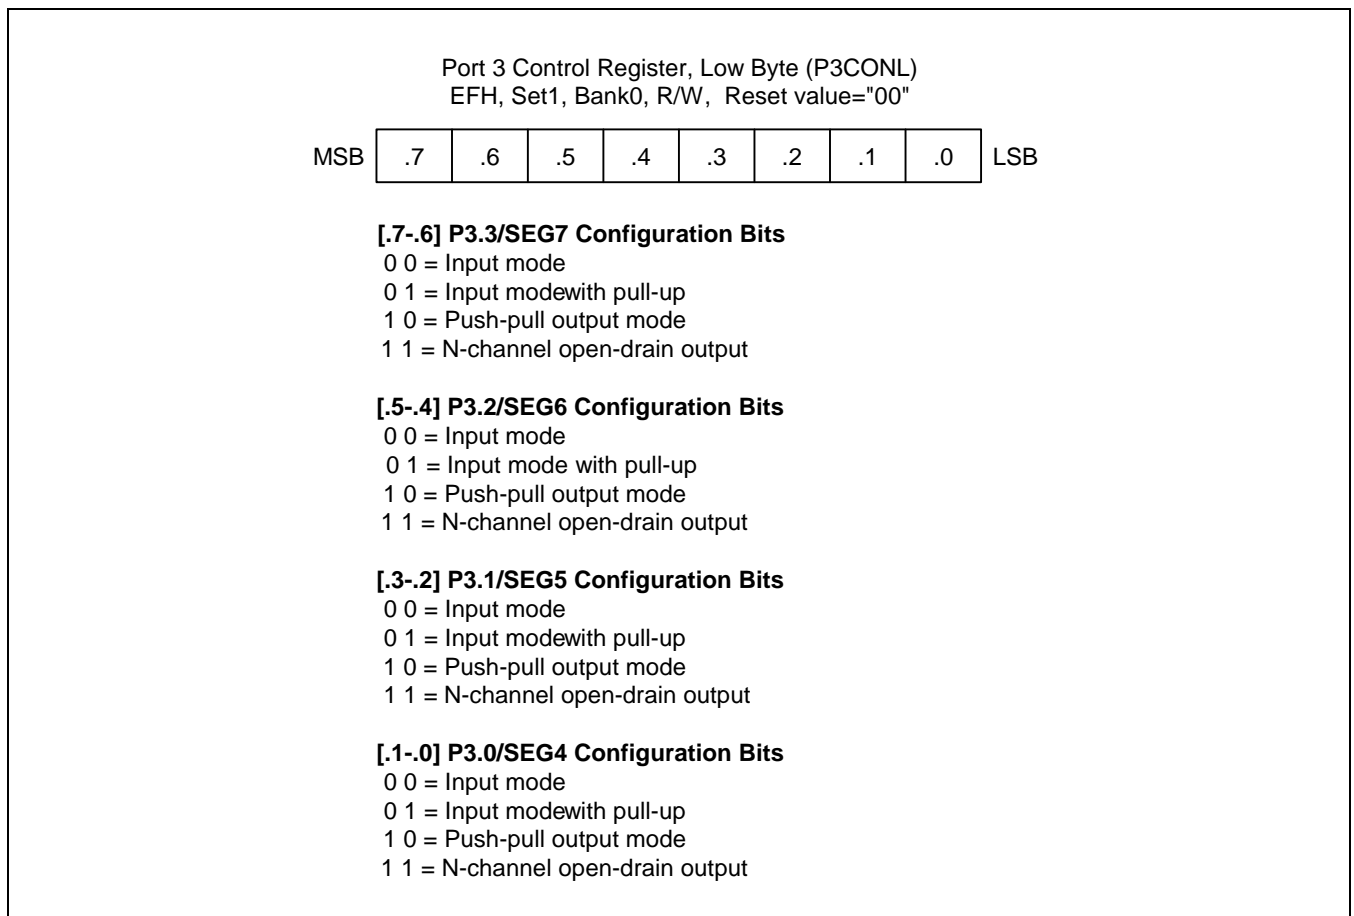 Port 3 Control Register, Low Byte (P3CONL)
EFH, Set1, Bank0, R/W, Reset value="00"
MSB .7 .6 .5 .4 .3 .2 .1 .0 LSB
[.7-.6] P3.3/SEG7 Configuration Bits
0 0 = Input mode
0 1 = Input modewith pull-up
1 0 = Push-pull output mode
1 1 = N-channel open-drain output
[.5-.4] P3.2/SEG6 Configuration Bits
0 0 = Input mode
0 1 = Input mode with pull-up
1 0 = Push-pull output mode
1 1 = N-channel open-drain output
[.3-.2] P3.1/SEG5 Configuration Bits
0 0 = Input mode
0 1 = Input modewith pull-up
1 0 = Push-pull output mode
1 1 = N-channel open-drain output
[.1-.0] P3.0/SEG4 Configuration Bits
0 0 = Input mode
0 1 = Input modewith pull-up
1 0 = Push-pull output mode
1 1 = N-channel open-drain output